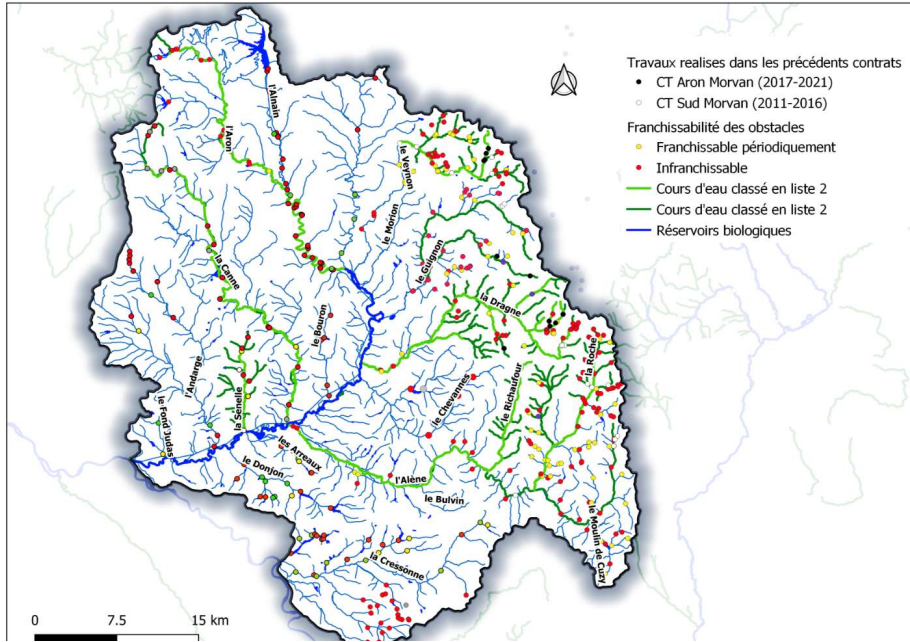 Travaux realises dans les précédents contrats
CT Aron Morvan (2017-2021)
CT Sud Morvan (2011-2016)
Franchissabilité des obstacles
Franchissable périodiquement
Infranchissable
Cours d'eau classé en liste 2
Cours d'eau classé en liste 2
Réservoirs biologiques
l'Alnain
l'Aron
le Veynon
le Morion
le Guignon
la Canne
la Dragne
le Bouron
la Roche
l'Andarge
le Chevannes
le Richaufour
la Senelle
le Fond Judas
les Arreaux
le Donjon
l'Alène
le Bulvin
le Moulin de Cuzy
la Cressonne
0 7.5 15 km